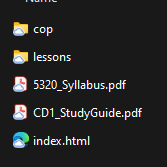 cop
lessons
5320_Syllabus.pdf
CD1_StudyGuide.pdf
index.html